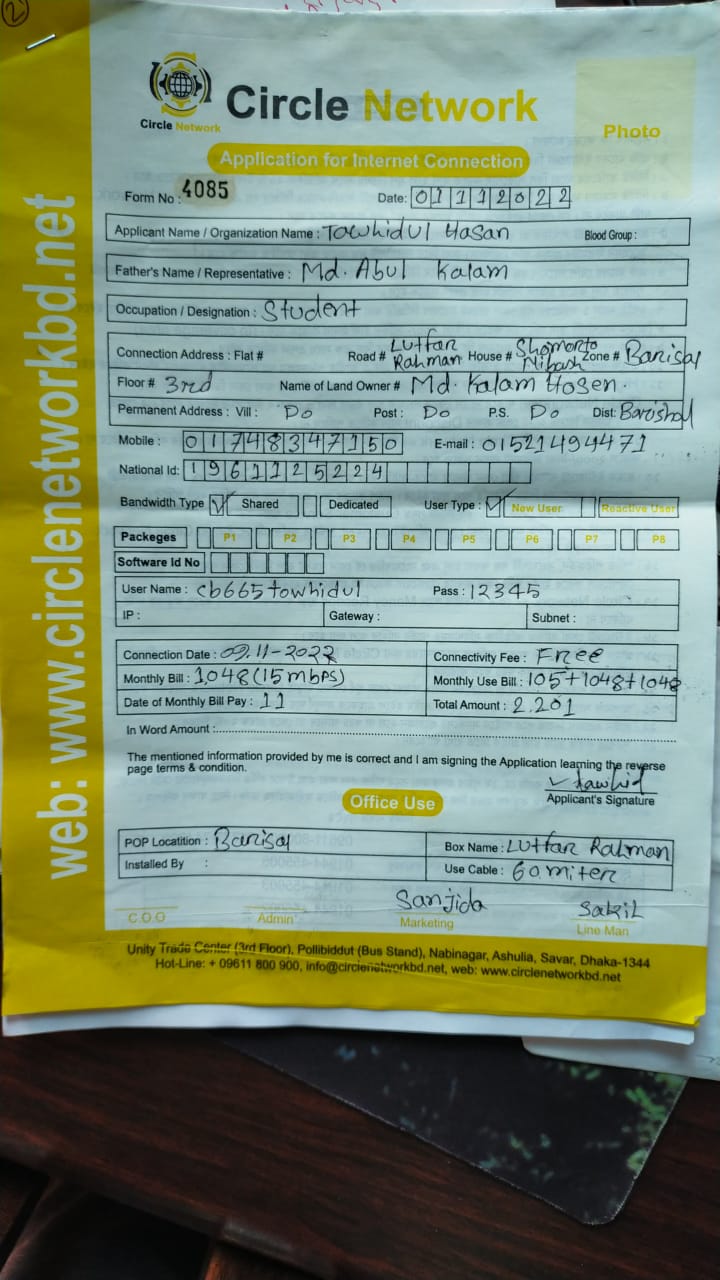 2
Circle Network
Circle Network
Photo
Application for Internet Connection
Form No : 4085 Date: 01112022
Applicant Name / Organization Name : Towhidul Hasan Blood Group :
Father's Name / Representative : Md. Abul Kalam
Occupation / Designation : Student
Connection Address : Flat # Road # Lutfar Rahman House # Shomorto Nibash Zone # Barisal
Floor # 3rd Name of Land Owner # Md. Kalam Hosen.
Permanent Address : Vill : Do Post : Do P.S. Do Dist: Barishal
Mobile : 01748347150 E-mail : 01521494471
National Id: 1961125224
Bandwidth Type ✓ Shared Dedicated User Type : ✓ New User Reactive User
Packeges P1 P2 P3 P4 P5 P6 P7 P8
Software Id No
User Name : cb665towhidul Pass : 12345
IP : Gateway : Subnet :
Connection Date : 09.11-2022 Connectivity Fee : Free
Monthly Bill : 1,048(15mbps) Monthly Use Bill : 105+1048+1048
Date of Monthly Bill Pay : 11 Total Amount : 2.201
In Word Amount :
The mentioned information provided by me is correct and I am signing the Application learning the reverse
page terms & condition.
Towhid
Applicant's Signature
Office Use
POP Locatition : Barisal Box Name : Lutfar Rahman
Installed By : Use Cable : 60 miter
Sanjida Sakil
C.O.O Admin Marketing Line Man
Unity Trade Center (3rd Floor), Pollibiddut (Bus Stand), Nabinagar, Ashulia, Savar, Dhaka-1344
Hot-Line: + 09611 800 900, info@circlenetworkbd.net, web: www.circlenetworkbd.net
web: www.circlenetworkbd.net